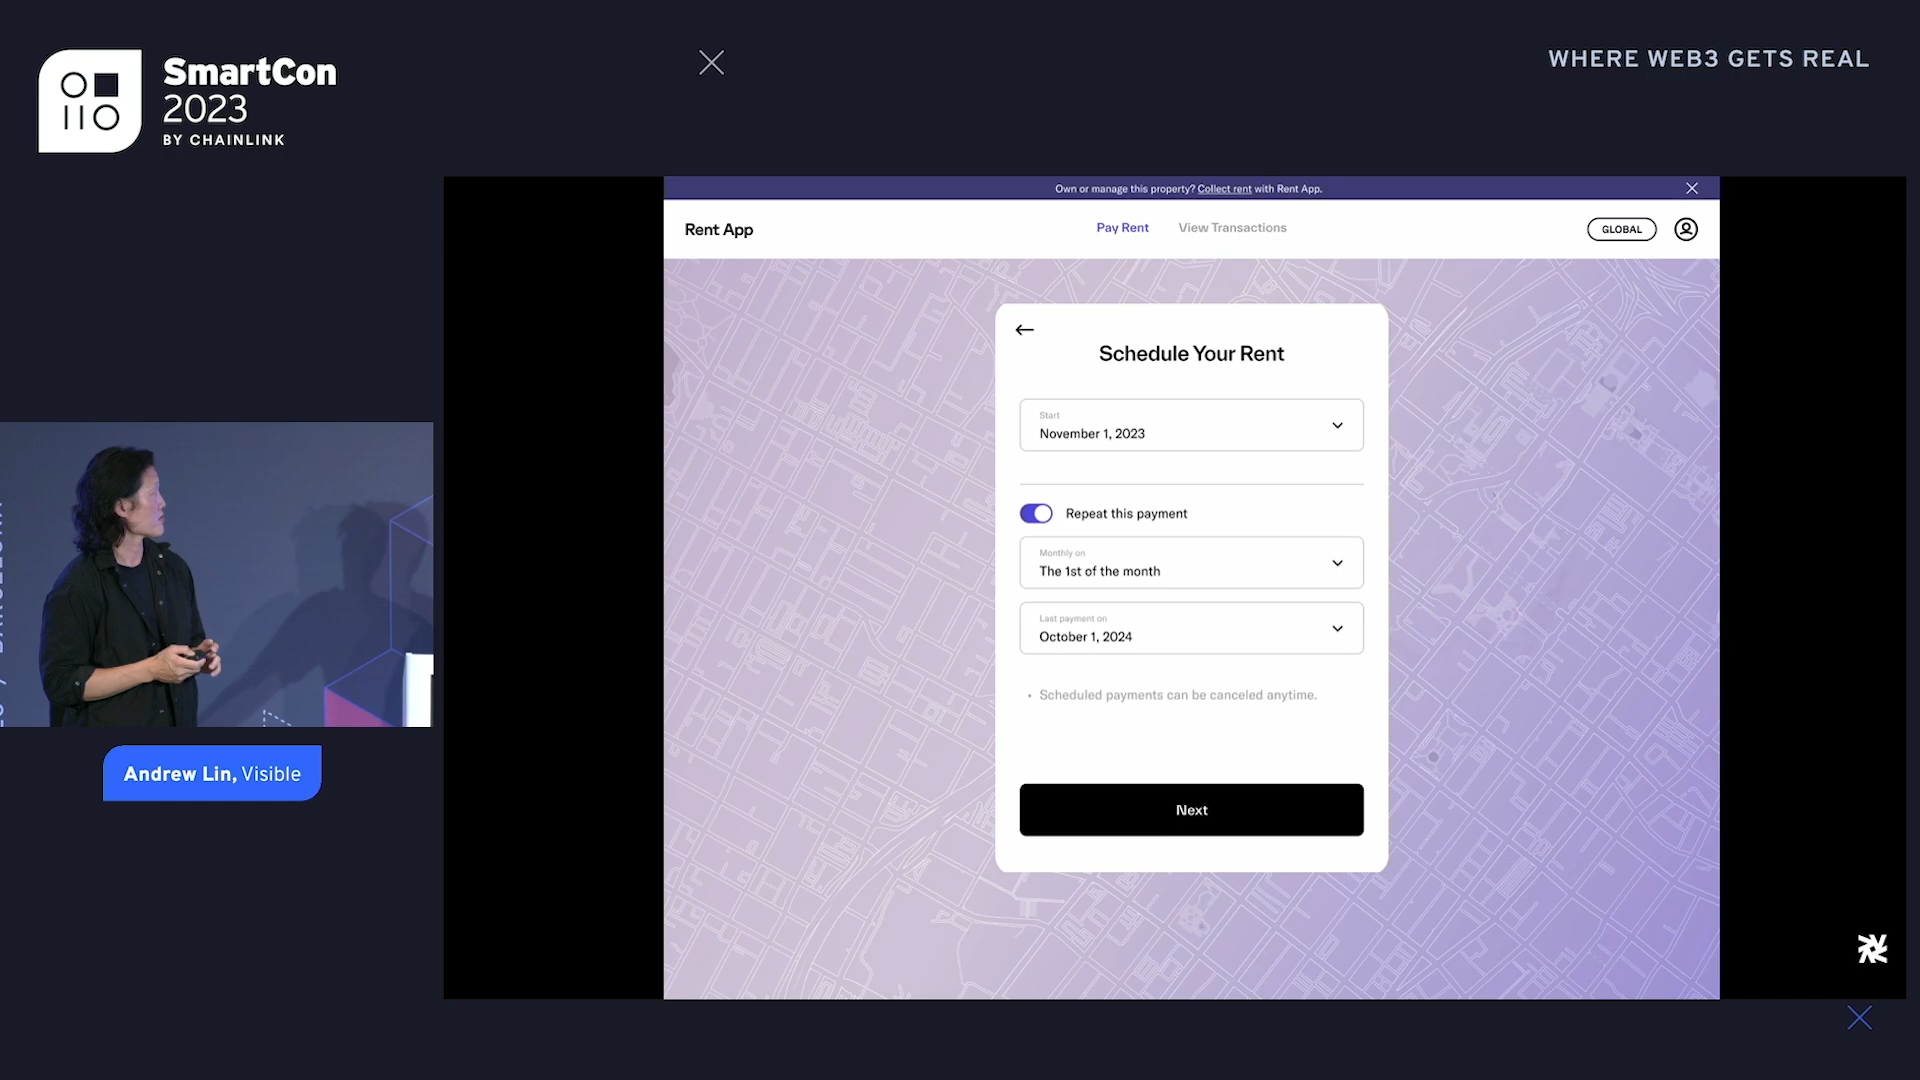 SmartCon
2023
BY CHAINLINK
WHERE WEB3 GETS REAL
Own or manage this property? Collect rent with Rent App.
Rent App
Pay Rent
View Transactions
GLOBAL
Schedule Your Rent
Start
November 1, 2023
Repeat this payment
Monthly on
The 1st of the month
Last payment on
October 1, 2024
• Scheduled payments can be canceled anytime.
Next
Andrew Lin, Visible